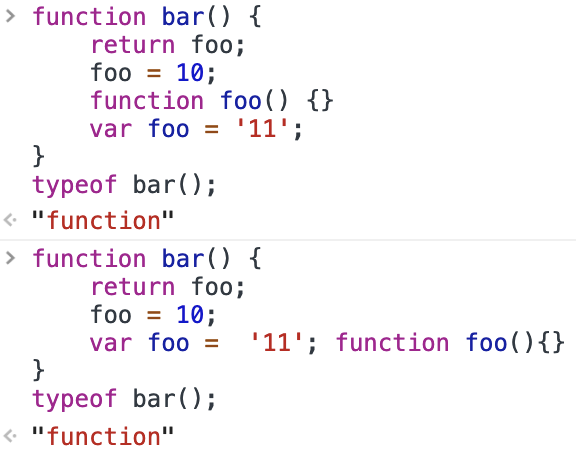 > function bar() {
    return foo;
    foo = 10;
    function foo() {}
    var foo = '11';
}
typeof bar();
<· "function"
> function bar() {
    return foo;
    foo = 10;
    var foo =  '11'; function foo(){}
}
typeof bar();
<· "function"